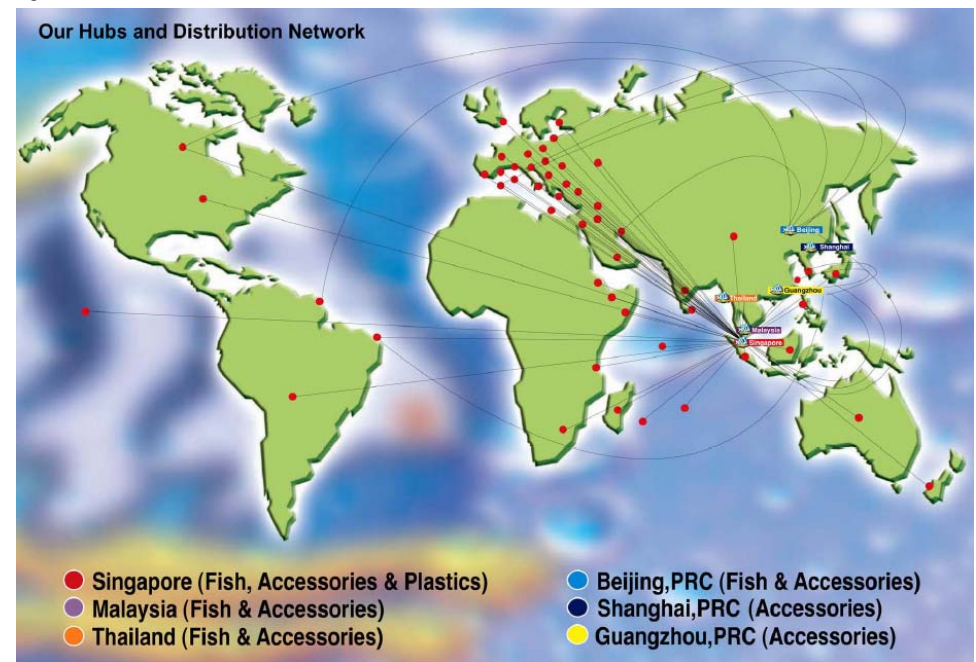 Our Hubs and Distribution Network
Beijing
Shanghai
Guangzhou
Thailand
Malaysia
Singapore
Singapore (Fish, Accessories & Plastics)
Malaysia (Fish & Accessories)
Thailand (Fish & Accessories)
Beijing,PRC (Fish & Accessories)
Shanghai,PRC (Accessories)
Guangzhou,PRC (Accessories)